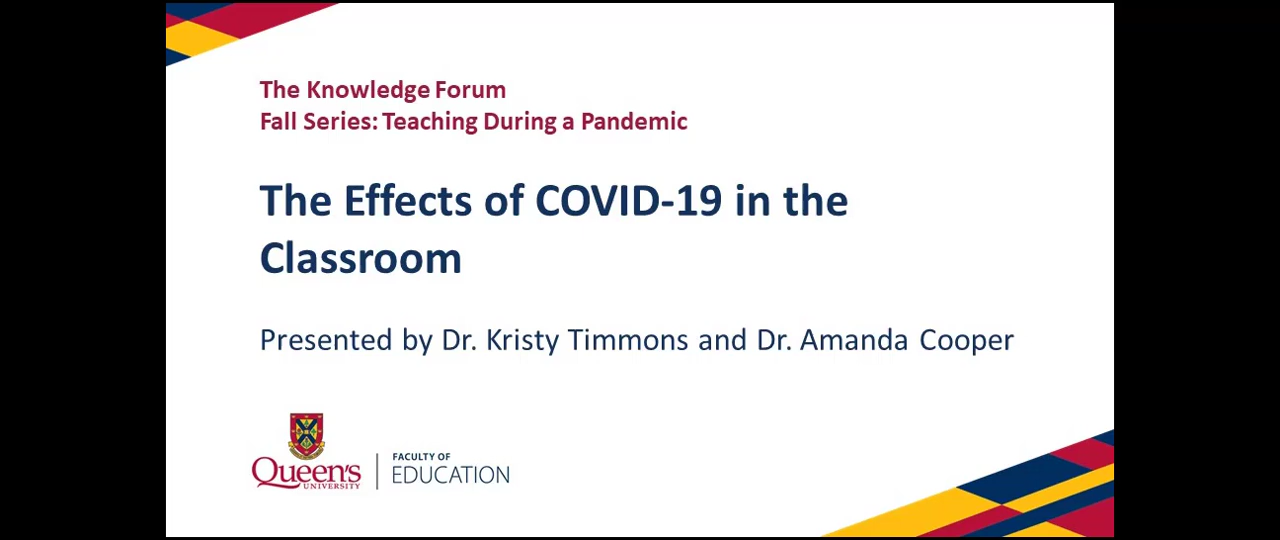 The Knowledge Forum
Fall Series: Teaching During a Pandemic
The Effects of COVID-19 in the
Classroom
Presented by Dr. Kristy Timmons and Dr. Amanda Cooper
Queen's
UNIVERSITY
FACULTY OF
EDUCATION